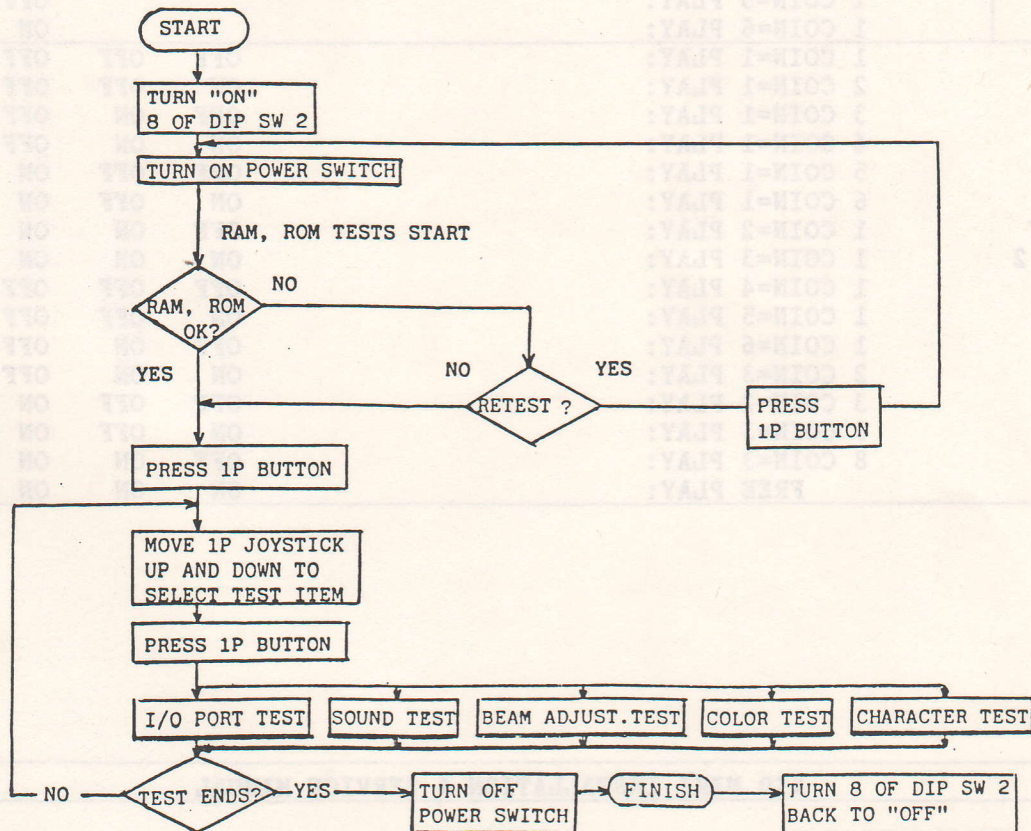 START
TURN "ON"
8 OF DIP SW 2
TURN ON POWER SWITCH
RAM, ROM TESTS START
RAM, ROM
OK?
NO
YES
NO
YES
RETEST ?
PRESS
1P BUTTON
PRESS 1P BUTTON
MOVE 1P JOYSTICK
UP AND DOWN TO
SELECT TEST ITEM
PRESS 1P BUTTON
I/O PORT TEST
SOUND TEST
BEAM ADJUST.TEST
COLOR TEST
CHARACTER TEST
NO
TEST ENDS?
YES
TURN OFF
POWER SWITCH
FINISH
TURN 8 OF DIP SW 2
BACK TO "OFF"